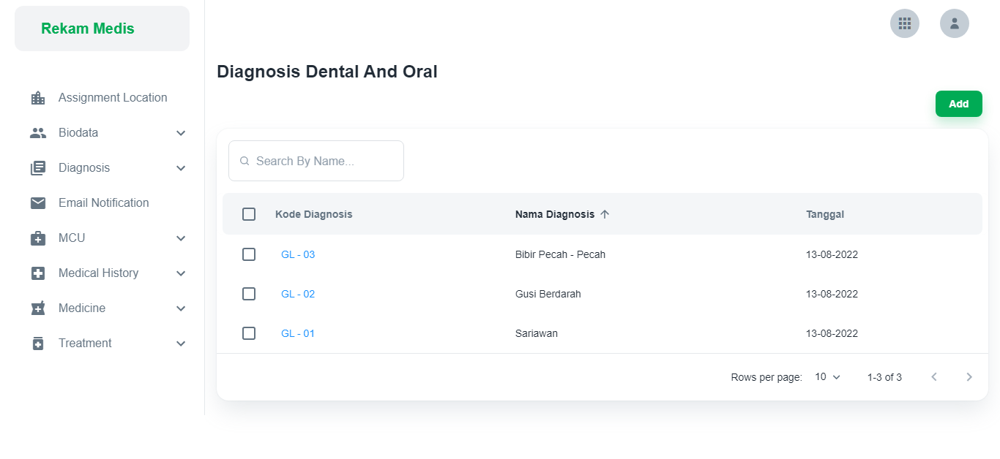 Rekam Medis
Assignment Location
Biodata
Diagnosis
Email Notification
MCU
Medical History
Medicine
Treatment
Diagnosis Dental And Oral
Add
Search By Name...
Kode Diagnosis Nama Diagnosis Tanggal
GL - 03 Bibir Pecah - Pecah 13-08-2022
GL - 02 Gusi Berdarah 13-08-2022
GL - 01 Sariawan 13-08-2022
Rows per page: 10 1-3 of 3